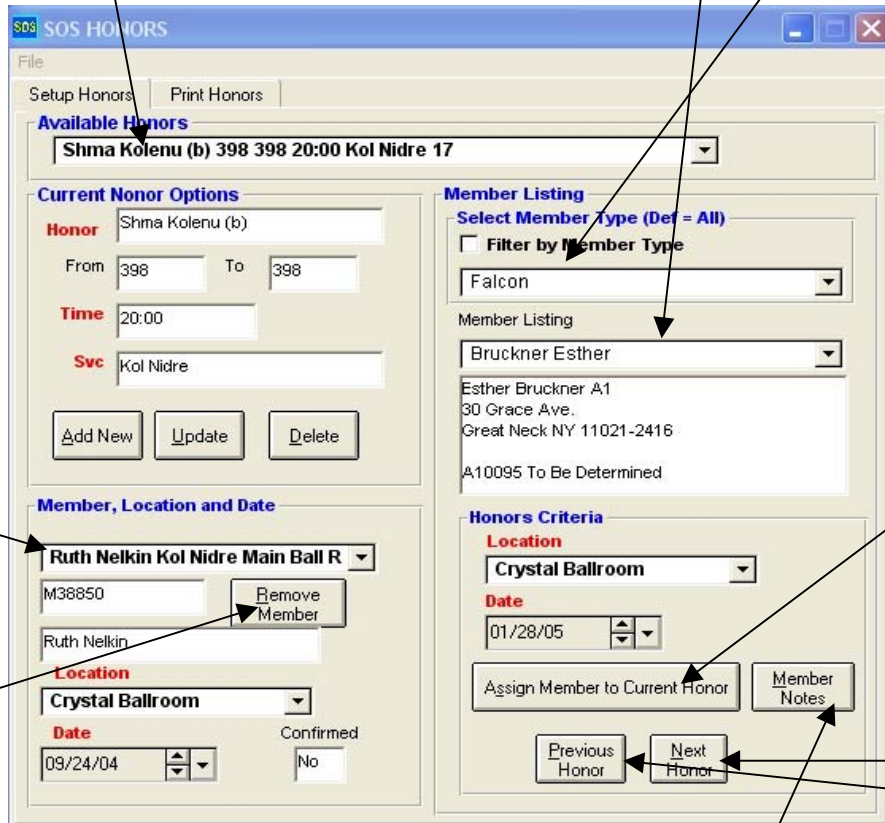 SOS SOS HONORS
File
Setup Honors Print Honors
Available Honors
Shma Kolenu (b) 398 398 20:00 Kol Nidre 17
Current Nonor Options
Honor Shma Kolenu (b)
From 398 To 398
Time 20:00
Svc Kol Nidre
Add New Update Delete
Member, Location and Date
Ruth Nelkin Kol Nidre Main Ball R
M38850 Remove Member
Ruth Nelkin
Location
Crystal Ballroom
Date Confirmed
09/24/04 No
Member Listing
Select Member Type (Def = All)
Filter by Member Type
Falcon
Member Listing
Bruckner Esther
Esther Bruckner A1
30 Grace Ave.
Great Neck NY 11021-2416
A10095 To Be Determined
Honors Criteria
Location
Crystal Ballroom
Date
01/28/05
Assign Member to Current Honor Member Notes
Previous Honor Next Honor